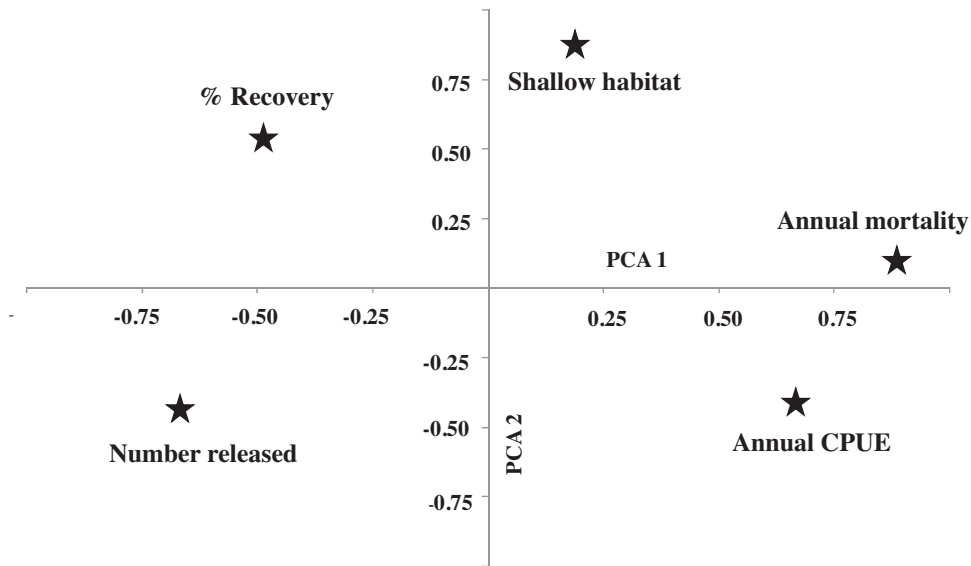 Shallow habitat
0.75
% Recovery
0.50
Annual mortality
0.25
PCA 1
-
-0.75
-0.50
-0.25
0.25
0.50
0.75
-0.25
PCA 2
-0.50
Annual CPUE
Number released
-0.75